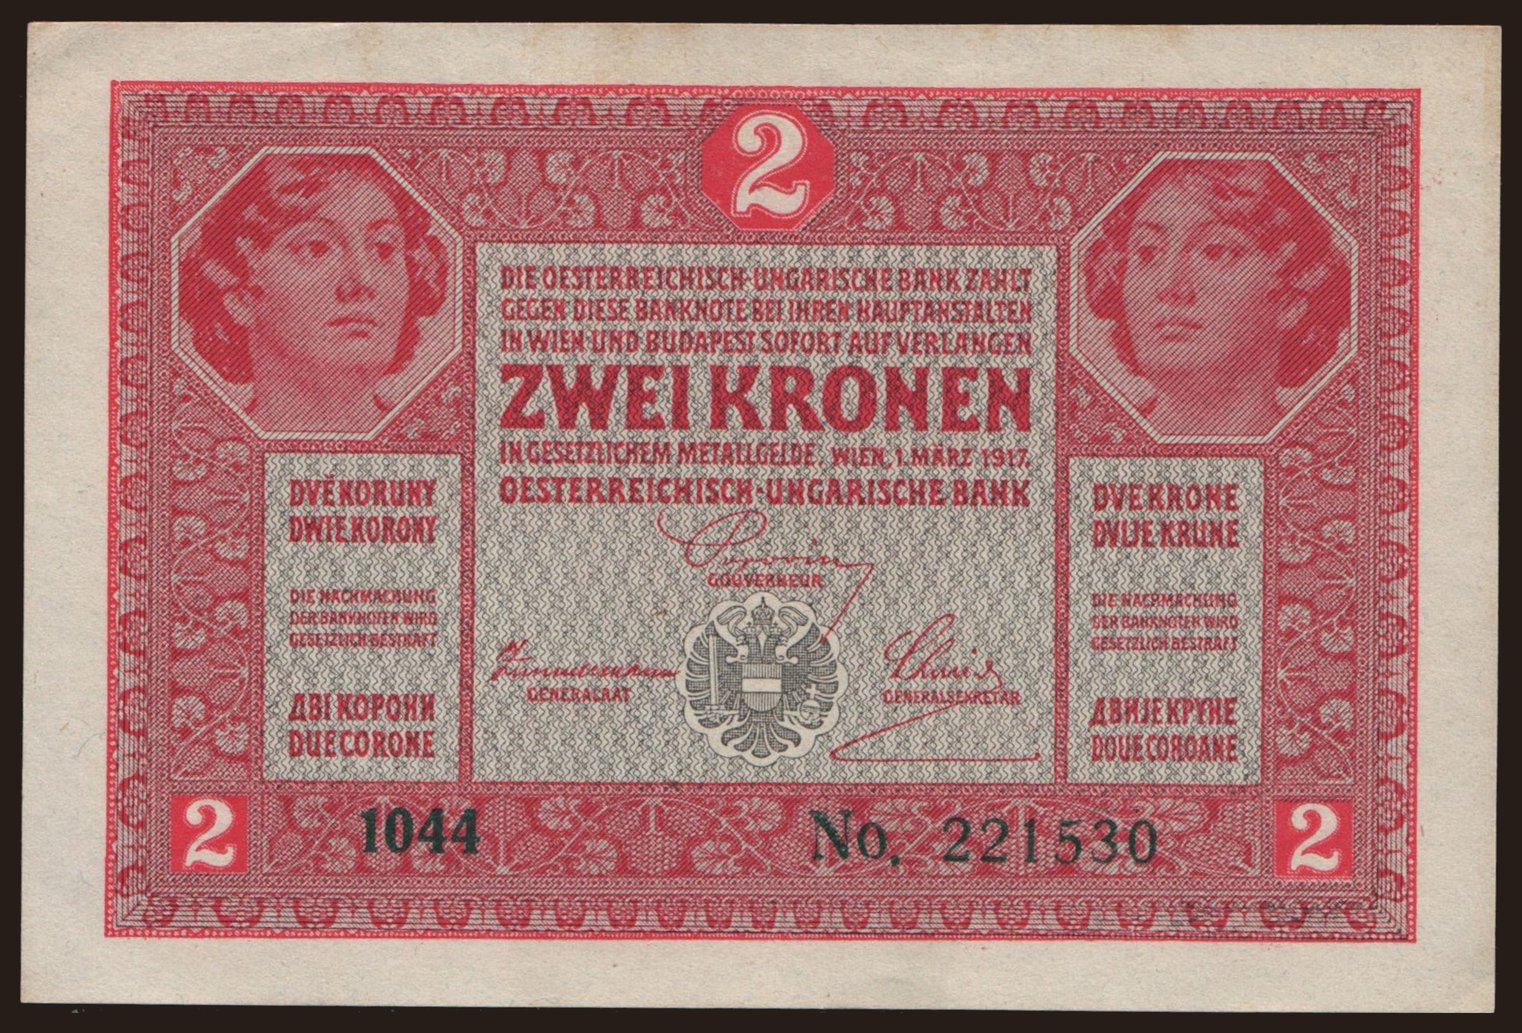 2
DIE OESTERREICHISCH-UNGARISCHE BANK ZAHLT
GEGEN DIESE BANKNOTE BEI IHREN HAUPTANSTALTEN
IN WIEN UND BUDAPEST SOFORT AUF VERLANGEN
ZWEI KRONEN
IN GESETZLICHEM METALLGELDE. WIEN, 1. MÄRZ 1917.
OESTERREICHISCH-UNGARISCHE BANK
GOUVERNEUR
GENERALRAT
GENERALSEKRETÄR
DVĚ KORUNY
DWIE KORONY
DIE NACHMACHUNG
DER BANKNOTEN WIRD
GESETZLICH BESTRAFT
ДВІ КОРОНИ
DUE CORONE
DVE KRONE
DVIJE KRUNE
DIE NACHMACHUNG
DER BANKNOTEN WIRD
GESETZLICH BESTRAFT
ДВИЈЕ КРУНЕ
DOUE COROANE
2
1044
No. 221530
2